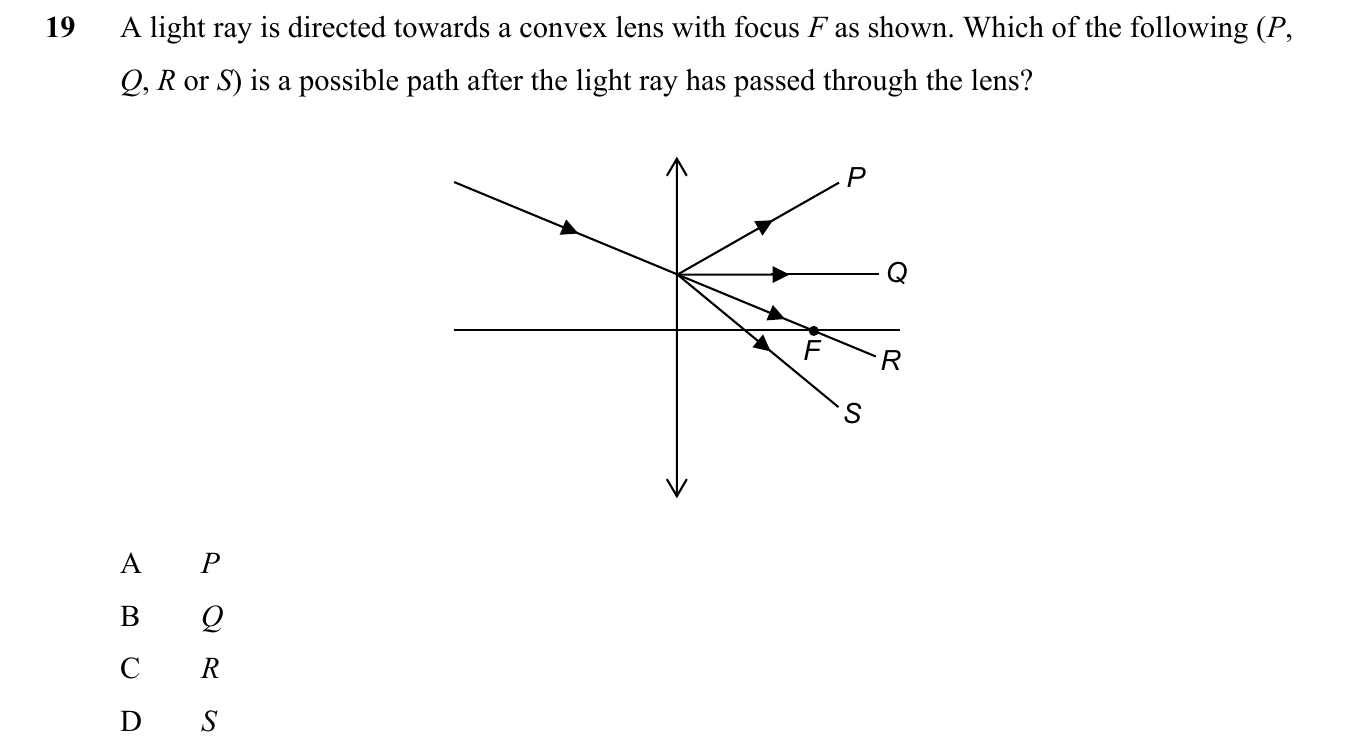 19 A light ray is directed towards a convex lens with focus F as shown. Which of the following (P,
Q, R or S) is a possible path after the light ray has passed through the lens?
P
Q
F
R
S
A P
B Q
C R
D S